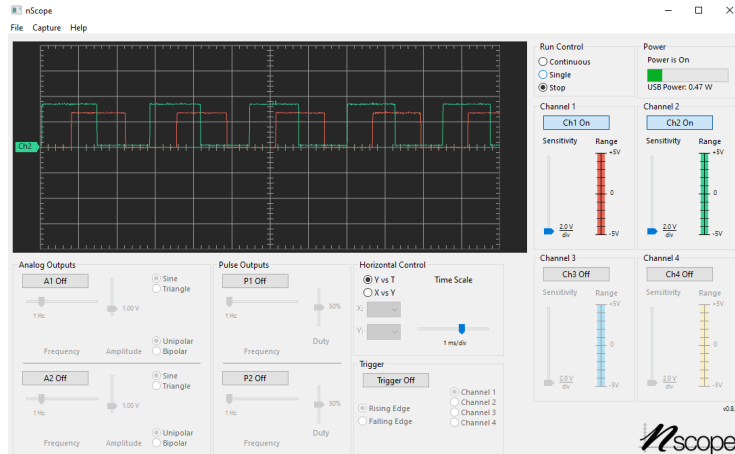 nScope
File Capture Help
Ch2
Run Control
Continuous
Single
Stop
Power
Power is On
USB Power: 0.47 W
Channel 1
Ch1 On
Sensitivity Range
+5V
0
-5V
2.0 V
div
Channel 2
Ch2 On
Sensitivity Range
+5V
0
-5V
2.0 V
div
Analog Outputs
A1 Off
Sine
Triangle
1.00 V
1 Hz
Unipolar
Bipolar
Frequency Amplitude
A2 Off
Sine
Triangle
1.00 V
1 Hz
Unipolar
Bipolar
Frequency Amplitude
Pulse Outputs
P1 Off
50%
1 Hz
Duty
Frequency
P2 Off
50%
1 Hz
Duty
Frequency
Horizontal Control
Y vs T
X vs Y
Time Scale
X:
Y:
1 ms/div
Trigger
Trigger Off
Channel 1
Channel 2
Channel 3
Channel 4
Rising Edge
Falling Edge
Channel 3
Ch3 Off
Sensitivity Range
+5V
0
-5V
2.0 V
div
Channel 4
Ch4 Off
Sensitivity Range
+5V
0
-5V
2.0 V
div
v0.8.
nscope